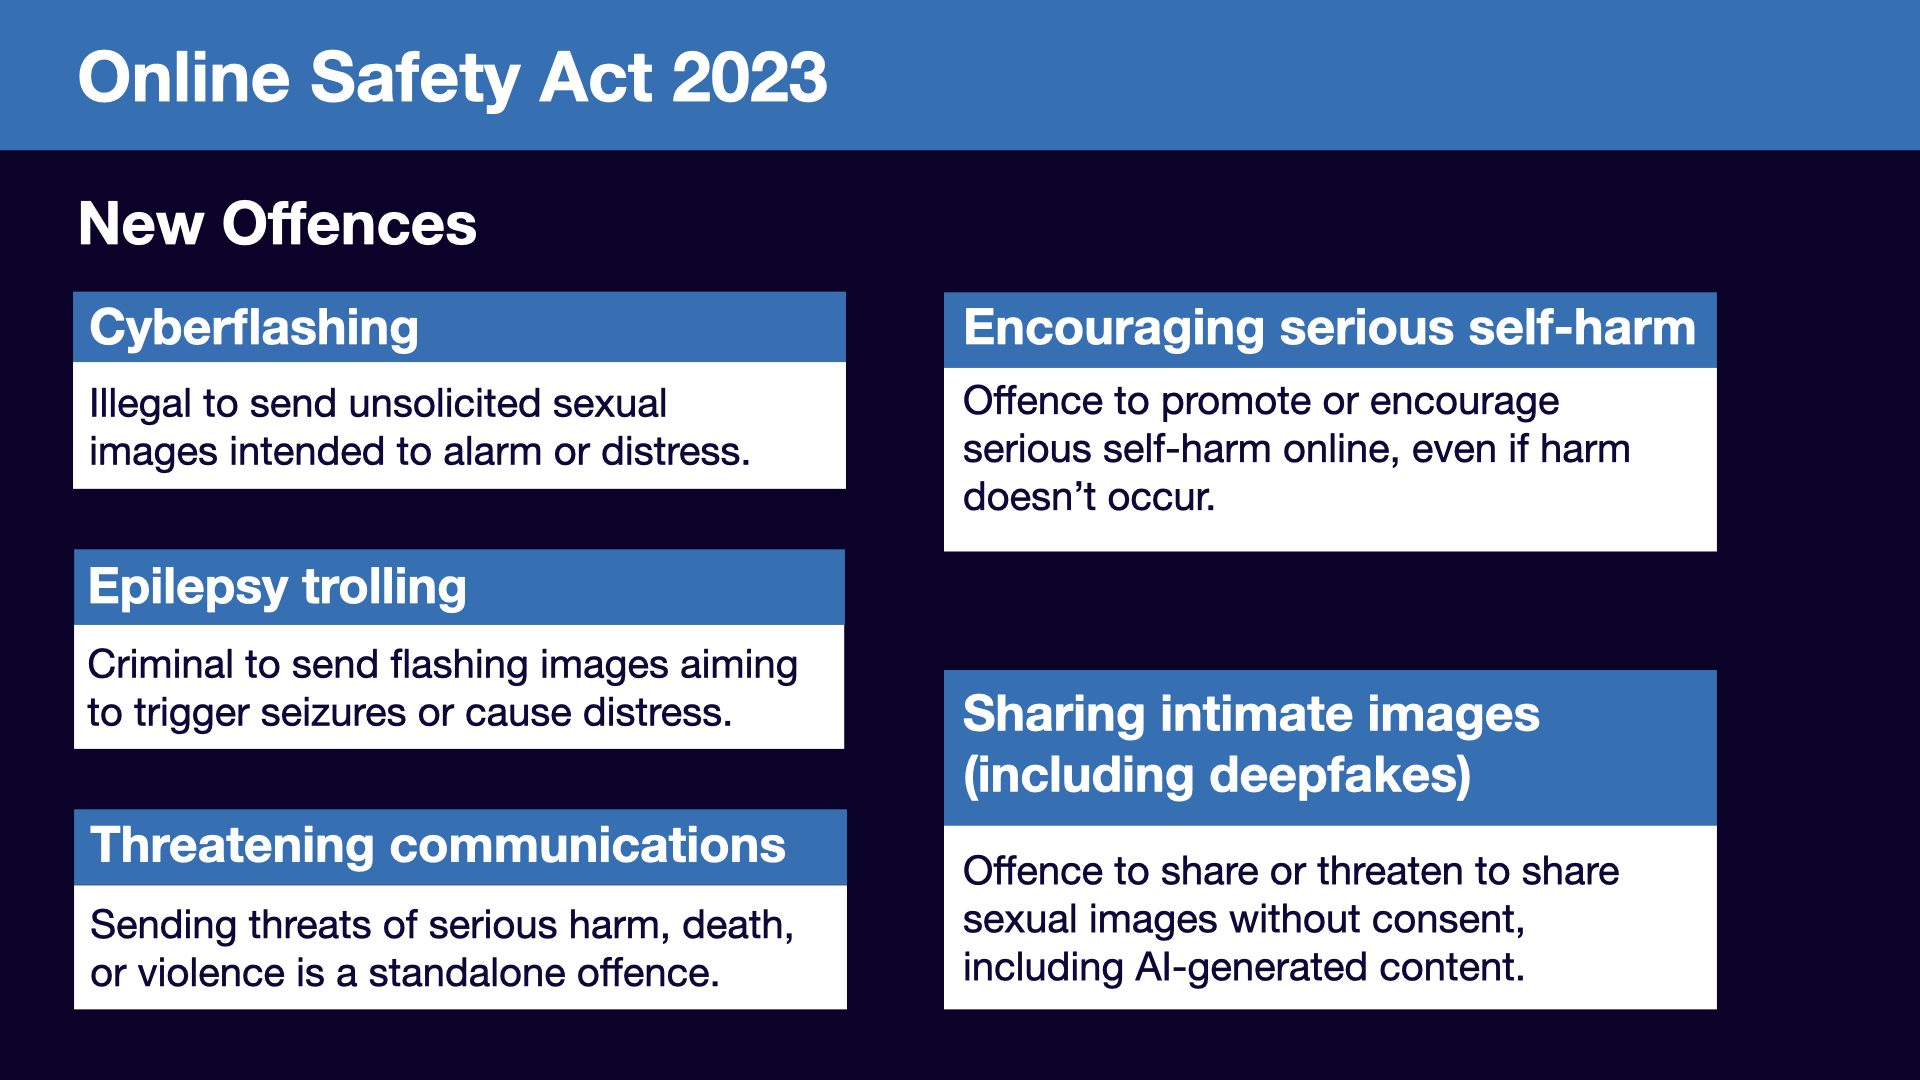 Online Safety Act 2023
New Offences
Cyberflashing
Illegal to send unsolicited sexual
images intended to alarm or distress.
Epilepsy trolling
Criminal to send flashing images aiming
to trigger seizures or cause distress.
Threatening communications
Sending threats of serious harm, death,
or violence is a standalone offence.
Encouraging serious self-harm
Offence to promote or encourage
serious self-harm online, even if harm
doesn’t occur.
Sharing intimate images
(including deepfakes)
Offence to share or threaten to share
sexual images without consent,
including AI-generated content.